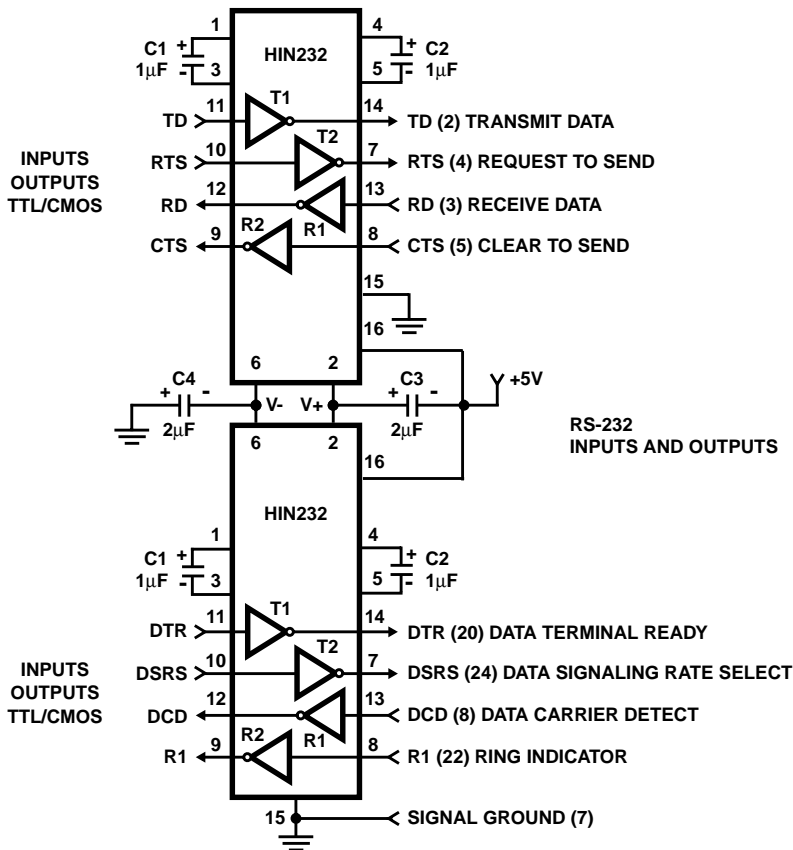 1
4
HIN232
C1
+
1µF
-
3
+
C2
5
-
1µF
T1
TD
11
14
TD (2) TRANSMIT DATA
T2
INPUTS
OUTPUTS
TTL/CMOS
RTS
10
7
RTS (4) REQUEST TO SEND
RD
12
13
RD (3) RECEIVE DATA
R2
R1
CTS
9
8
CTS (5) CLEAR TO SEND
15
16
6
2
C4
+
-
2µF
V-
V+
C3
+
-
2µF
+5V
RS-232
INPUTS AND OUTPUTS
6
2
16
HIN232
1
4
C1
+
1µF
-
3
+
C2
5
-
1µF
T1
DTR
11
14
DTR (20) DATA TERMINAL READY
T2
INPUTS
OUTPUTS
TTL/CMOS
DSRS
10
7
DSRS (24) DATA SIGNALING RATE SELECT
DCD
12
13
DCD (8) DATA CARRIER DETECT
R2
R1
R1
9
8
R1 (22) RING INDICATOR
15
SIGNAL GROUND (7)